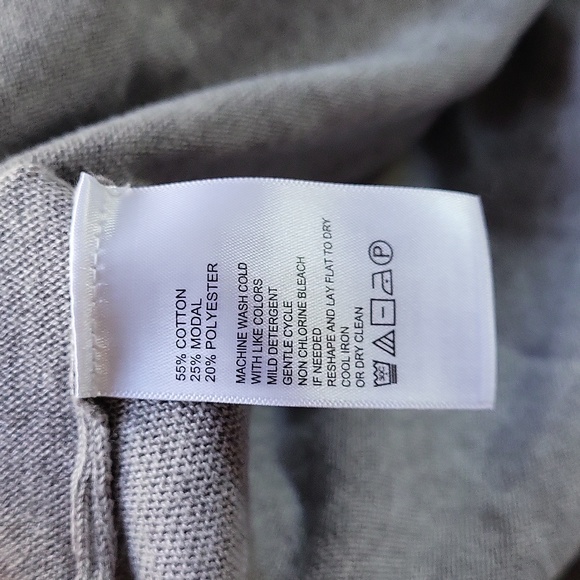 55% COTTON
25% MODAL
20% POLYESTER
MACHINE WASH COLD
WITH LIKE COLORS
MILD DETERGENT
GENTLE CYCLE
NON CHLORINE BLEACH
IF NEEDED
RESHAPE AND LAY FLAT TO DRY
COOL IRON
OR DRY CLEAN
P